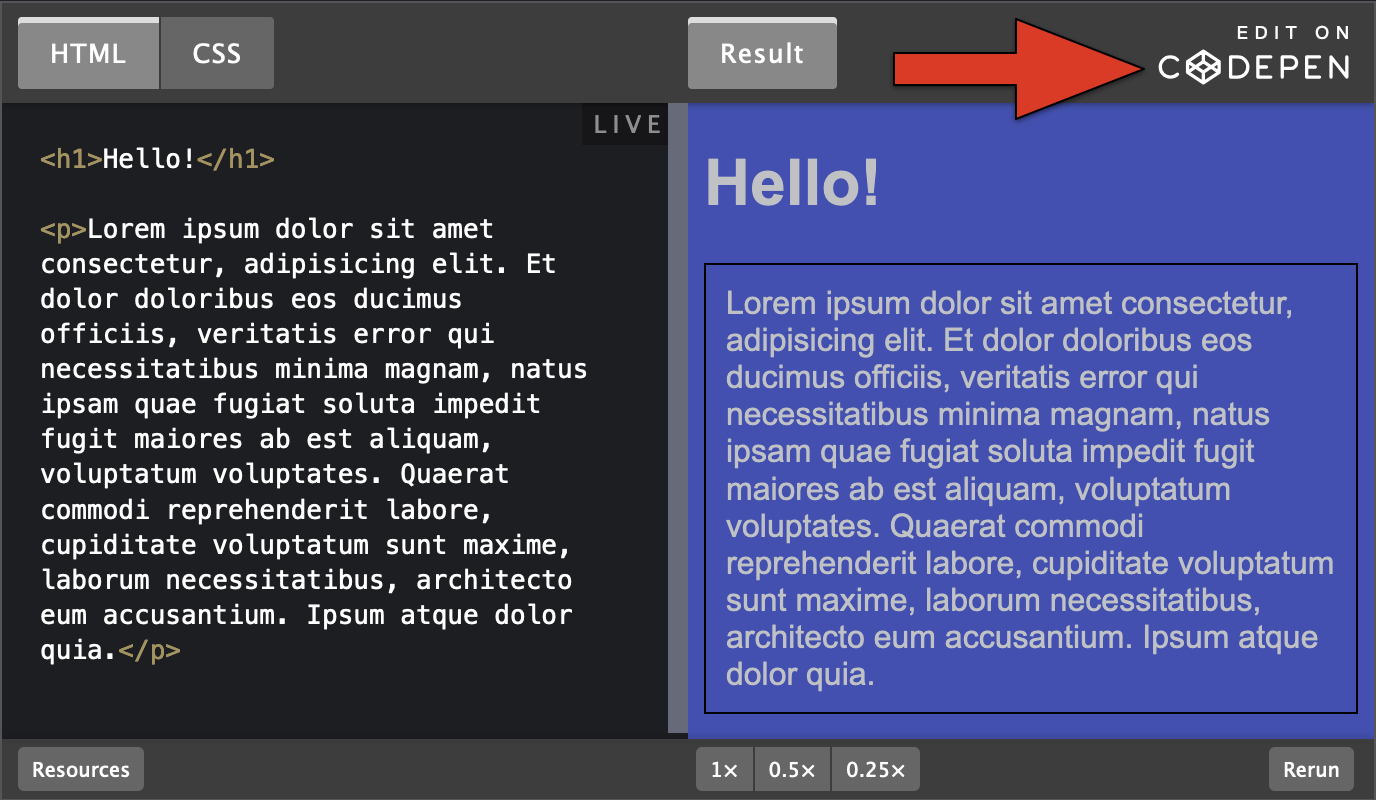 HTML CSS Result EDIT ON
CODEPEN
LIVE
<h1>Hello!</h1>
<p>Lorem ipsum dolor sit amet
consectetur, adipisicing elit. Et
dolor doloribus eos ducimus
officiis, veritatis error qui
necessitatibus minima magnam, natus
ipsam quae fugiat soluta impedit
fugit maiores ab est aliquam,
voluptatum voluptates. Quaerat
commodi reprehenderit labore,
cupiditate voluptatum sunt maxime,
laborum necessitatibus, architecto
eum accusantium. Ipsum atque dolor
quia.</p>
Hello!
Lorem ipsum dolor sit amet consectetur,
adipisicing elit. Et dolor doloribus eos
ducimus officiis, veritatis error qui
necessitatibus minima magnam, natus
ipsam quae fugiat soluta impedit fugit
maiores ab est aliquam, voluptatum
voluptates. Quaerat commodi
reprehenderit labore, cupiditate voluptatum
sunt maxime, laborum necessitatibus,
architecto eum accusantium. Ipsum atque
dolor quia.
Resources 1× 0.5× 0.25× Rerun